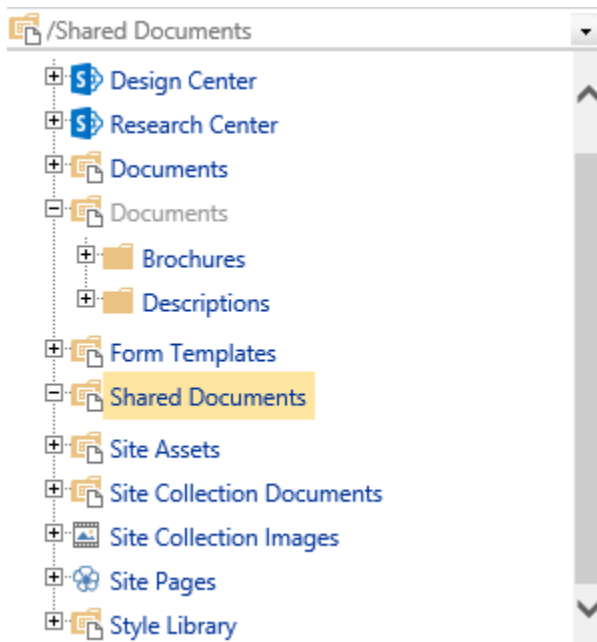 /Shared Documents
Design Center
Research Center
Documents
Documents
Brochures
Descriptions
Form Templates
Shared Documents
Site Assets
Site Collection Documents
Site Collection Images
Site Pages
Style Library